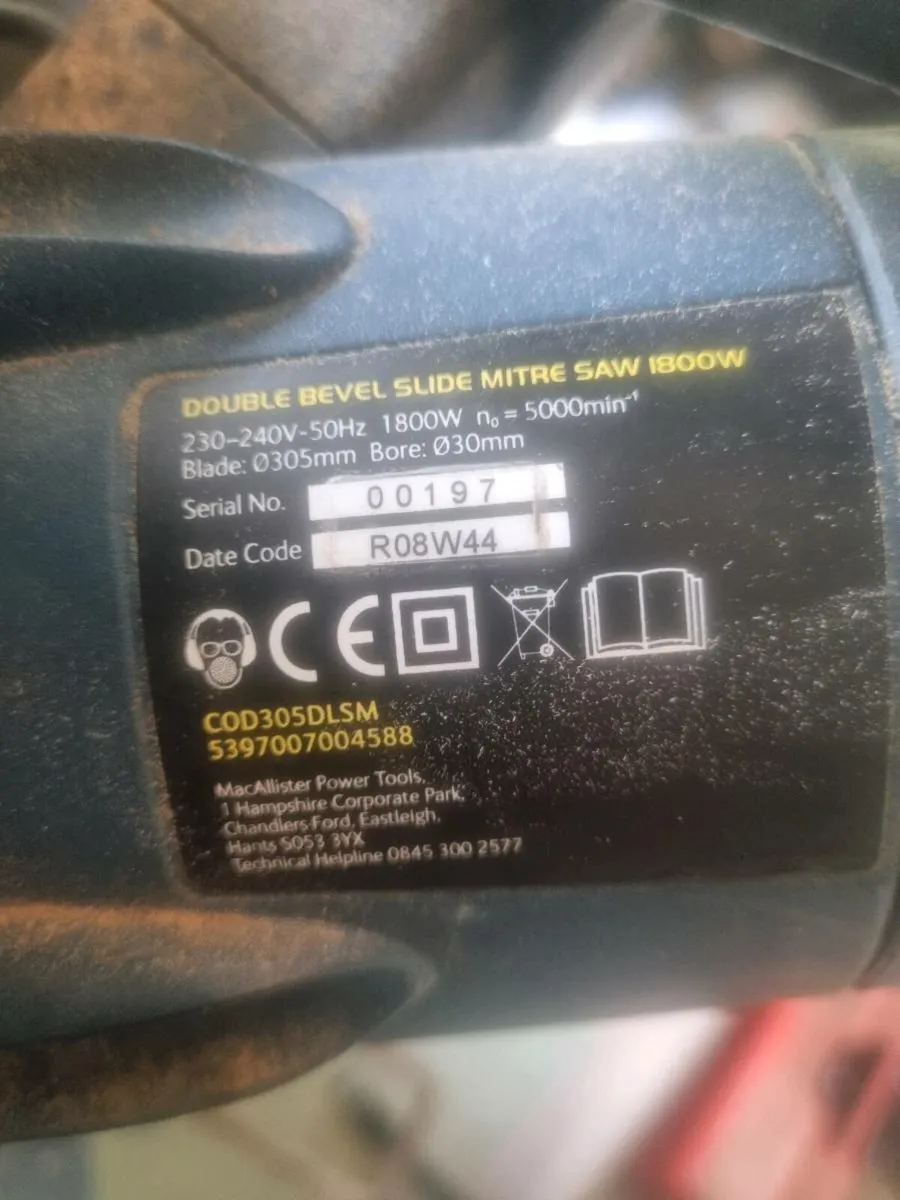 DOUBLE BEVEL SLIDE MITRE SAW 1800W
230-240V-50Hz 1800W n₀ = 5000min⁻¹
Blade: Ø305mm Bore: Ø30mm
Serial No. 00197
Date Code R08W44
CE
COD305DLSM
5397007004588
MacAllister Power Tools,
1 Hampshire Corporate Park,
Chandlers Ford, Eastleigh,
Hants SO53 3YX
Technical Helpline 0845 300 2577